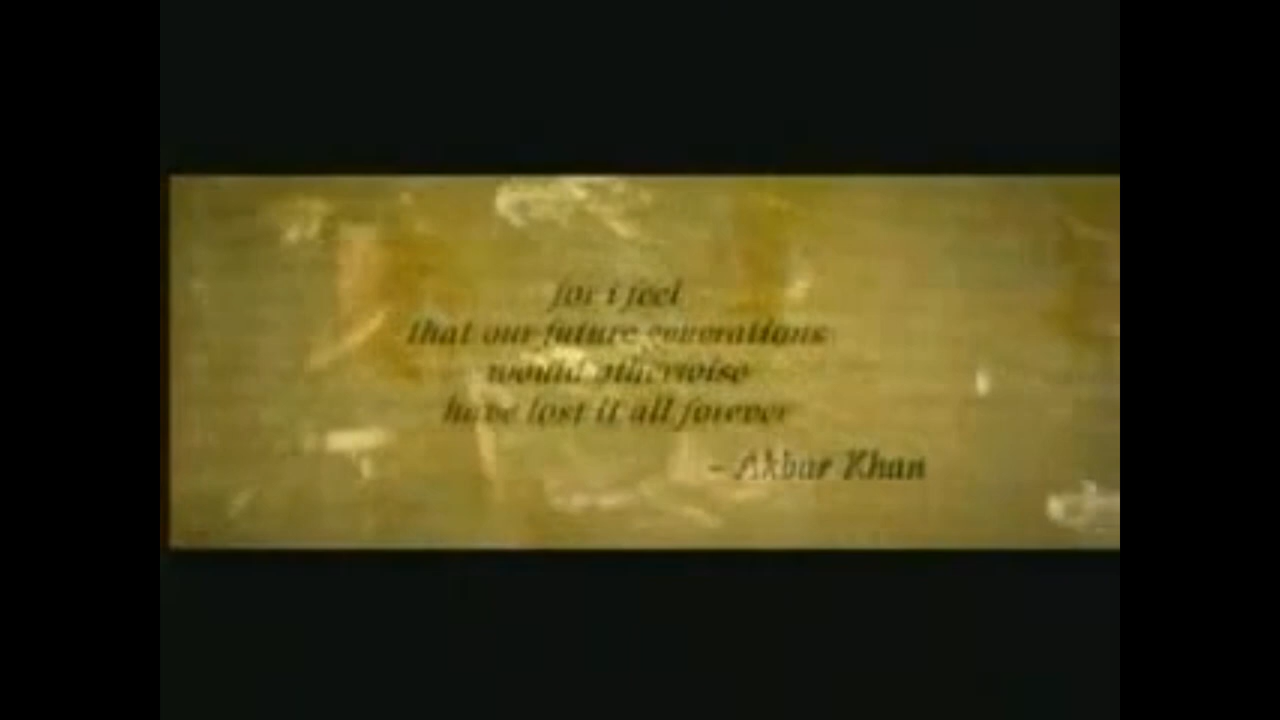 for i feel
that our future generations
would otherwise
have lost it all forever
- Akbar Khan